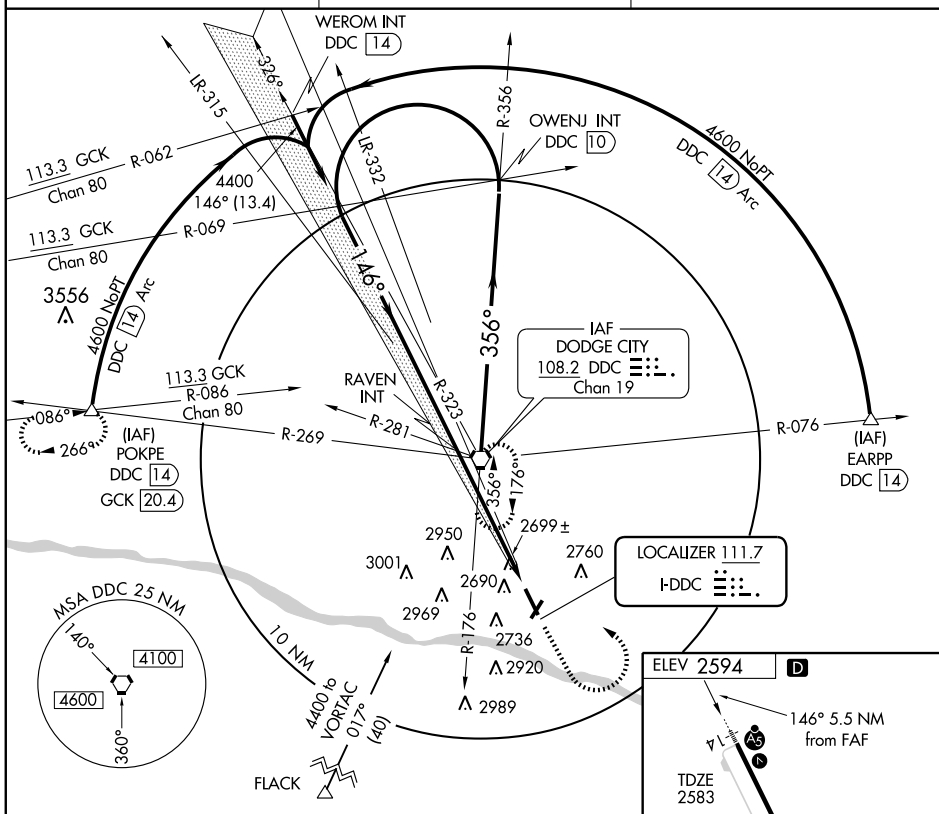 WEROM INT
DDC 14
326°
LR-315
LR-332
R-356
OWENJ INT
DDC 10
4600 NoPT
DDC 14 Arc
113.3 GCK
R-062
Chan 80
4400
146° (13.4)
113.3 GCK
R-069
Chan 80
3556
4600 NoPT
DDC 14 Arc
146°
356°
IAF
DODGE CITY
108.2 DDC
Chan 19
113.3 GCK
R-086
Chan 80
RAVEN
INT
R-323
R-281
086°
266°
R-269
R-076
(IAF)
POKPE
DDC 14
GCK 20.4
(IAF)
EARPP
DDC 14
356°
176°
2699 ±
2950
3001
2690
2760
2969
LOCALIZER 111.7
I-DDC
R-176
2736
2920
2989
MSA DDC 25 NM
140°
4100
4600
360°
10 NM
4400 to
VORTAC
017°
(40)
FLACK
ELEV 2594
D
146° 5.5 NM
from FAF
14
A5
TDZE
2583